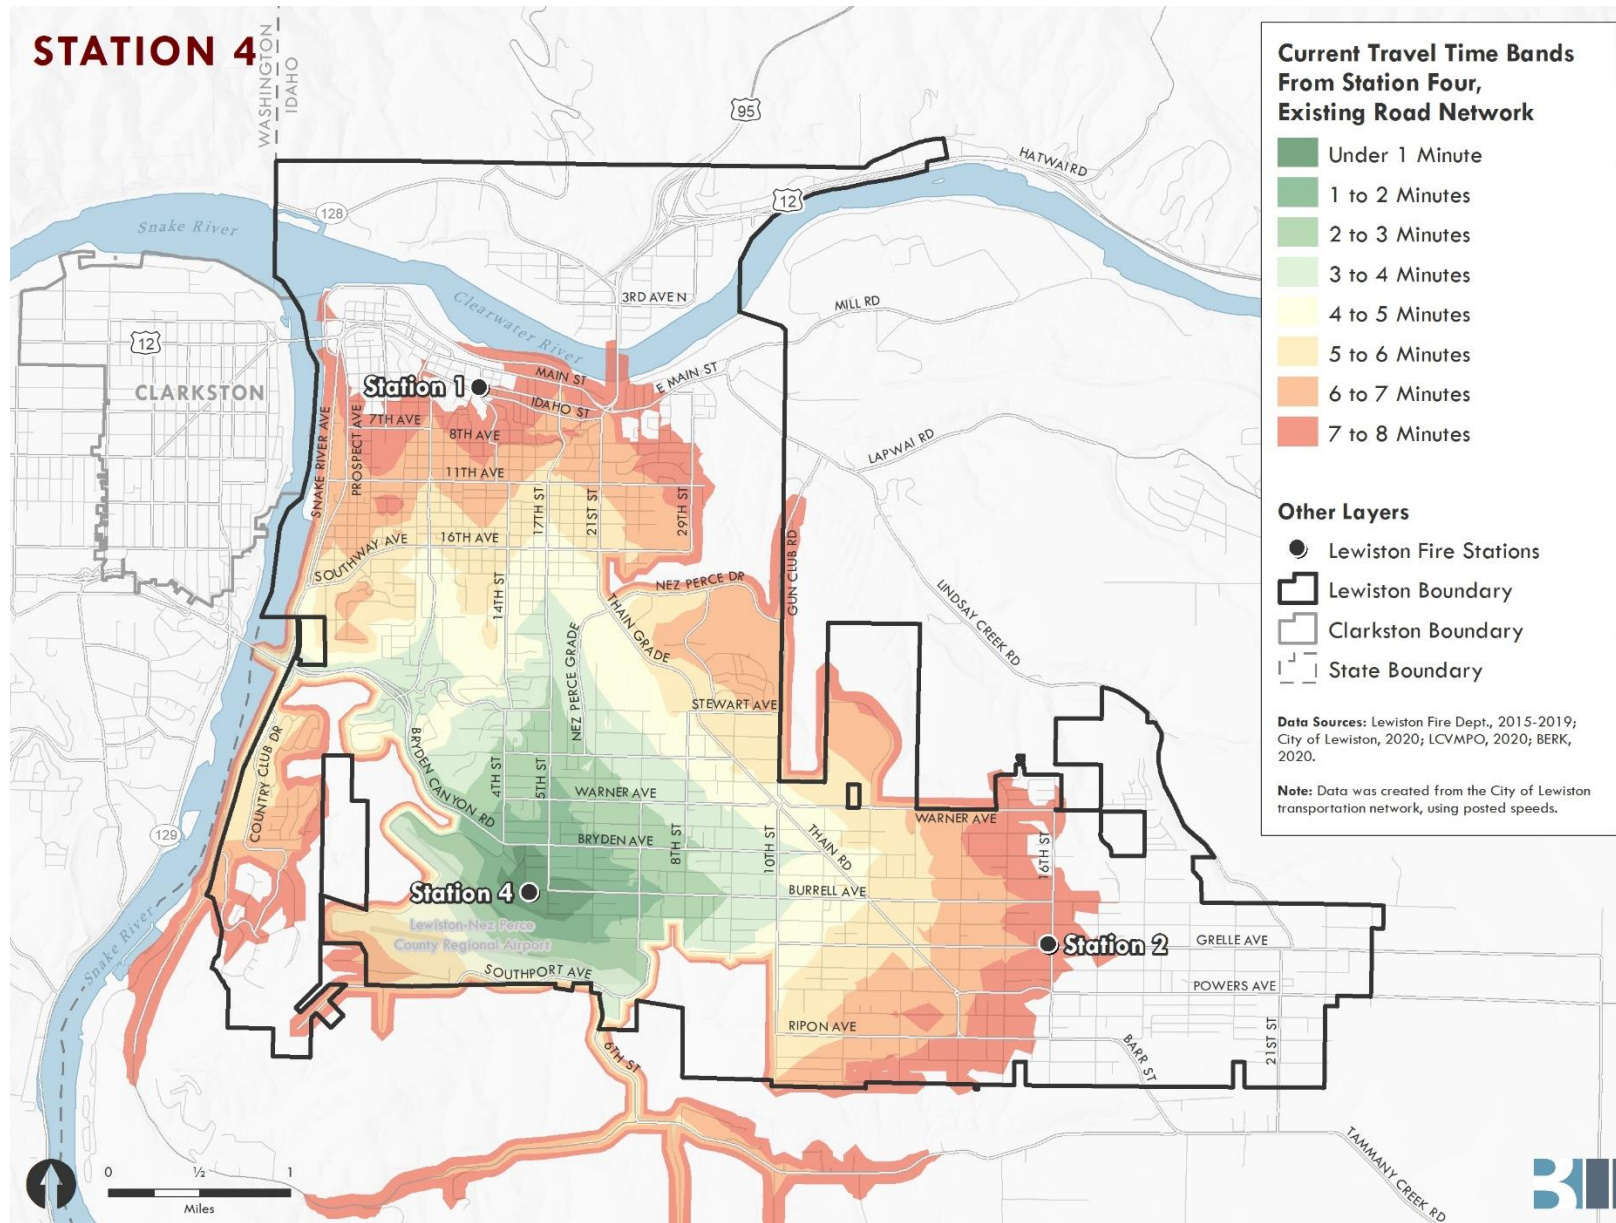 STATION 4
WASHINGTON
IDAHO
95
HATWAI RD
12
128
Snake River
Clearwater River
3RD AVE N
MILL RD
12
CLARKSTON
Station 1
MAIN ST
E MAIN ST
IDAHO ST
7TH AVE
8TH AVE
LAPWAI RD
SNAKE RIVER AVE
PROSPECT AVE
11TH AVE
17TH ST
21ST ST
29TH ST
16TH AVE
SOUTHWAY AVE
GUN CLUB RD
NEZ PERCE DR
14TH ST
THAIN GRADE
LINDSAY CREEK RD
NEZ PERCE GRADE
STEWART AVE
COUNTRY CLUB DR
BRYDEN CANYON RD
4TH ST
5TH ST
WARNER AVE
WARNER AVE
129
BRYDEN AVE
8TH ST
10TH ST
THAIN RD
16TH ST
Station 4
BURRELL AVE
Lewiston-Nez Perce
County Regional Airport
Station 2
GRELLE AVE
Snake River
SOUTHPORT AVE
POWERS AVE
RIPON AVE
6TH ST
BARR ST
21ST ST
TAMMANY CREEK RD
0 ½ 1
Miles
Current Travel Time Bands
From Station Four,
Existing Road Network
Under 1 Minute
1 to 2 Minutes
2 to 3 Minutes
3 to 4 Minutes
4 to 5 Minutes
5 to 6 Minutes
6 to 7 Minutes
7 to 8 Minutes
Other Layers
Lewiston Fire Stations
Lewiston Boundary
Clarkston Boundary
State Boundary
Data Sources: Lewiston Fire Dept., 2015-2019;
City of Lewiston, 2020; LCVMPO, 2020; BERK,
2020.
Note: Data was created from the City of Lewiston
transportation network, using posted speeds.